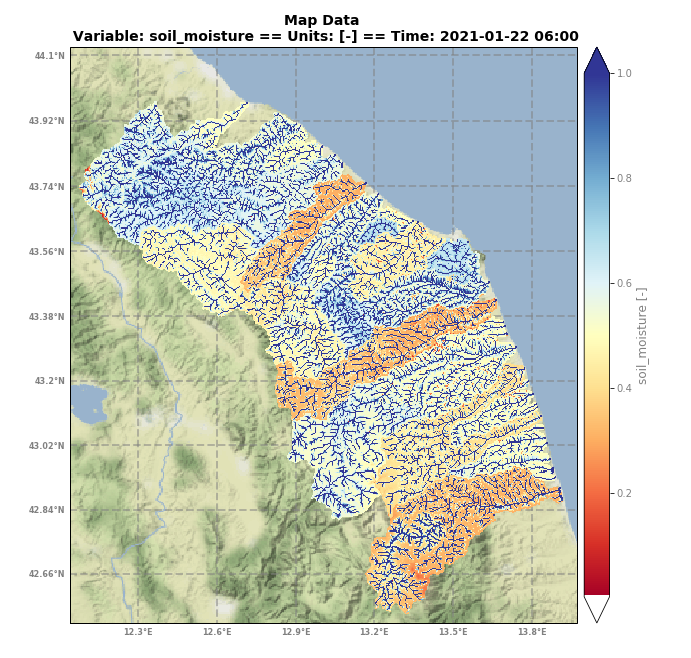 Map Data
Variable: soil_moisture == Units: [-] == Time: 2021-01-22 06:00
44.1°N
43.92°N
43.74°N
43.56°N
43.38°N
43.2°N
43.02°N
42.84°N
42.66°N
12.3°E 12.6°E 12.9°E 13.2°E 13.5°E 13.8°E
1.0
0.8
0.6
0.4
0.2
soil_moisture [-]